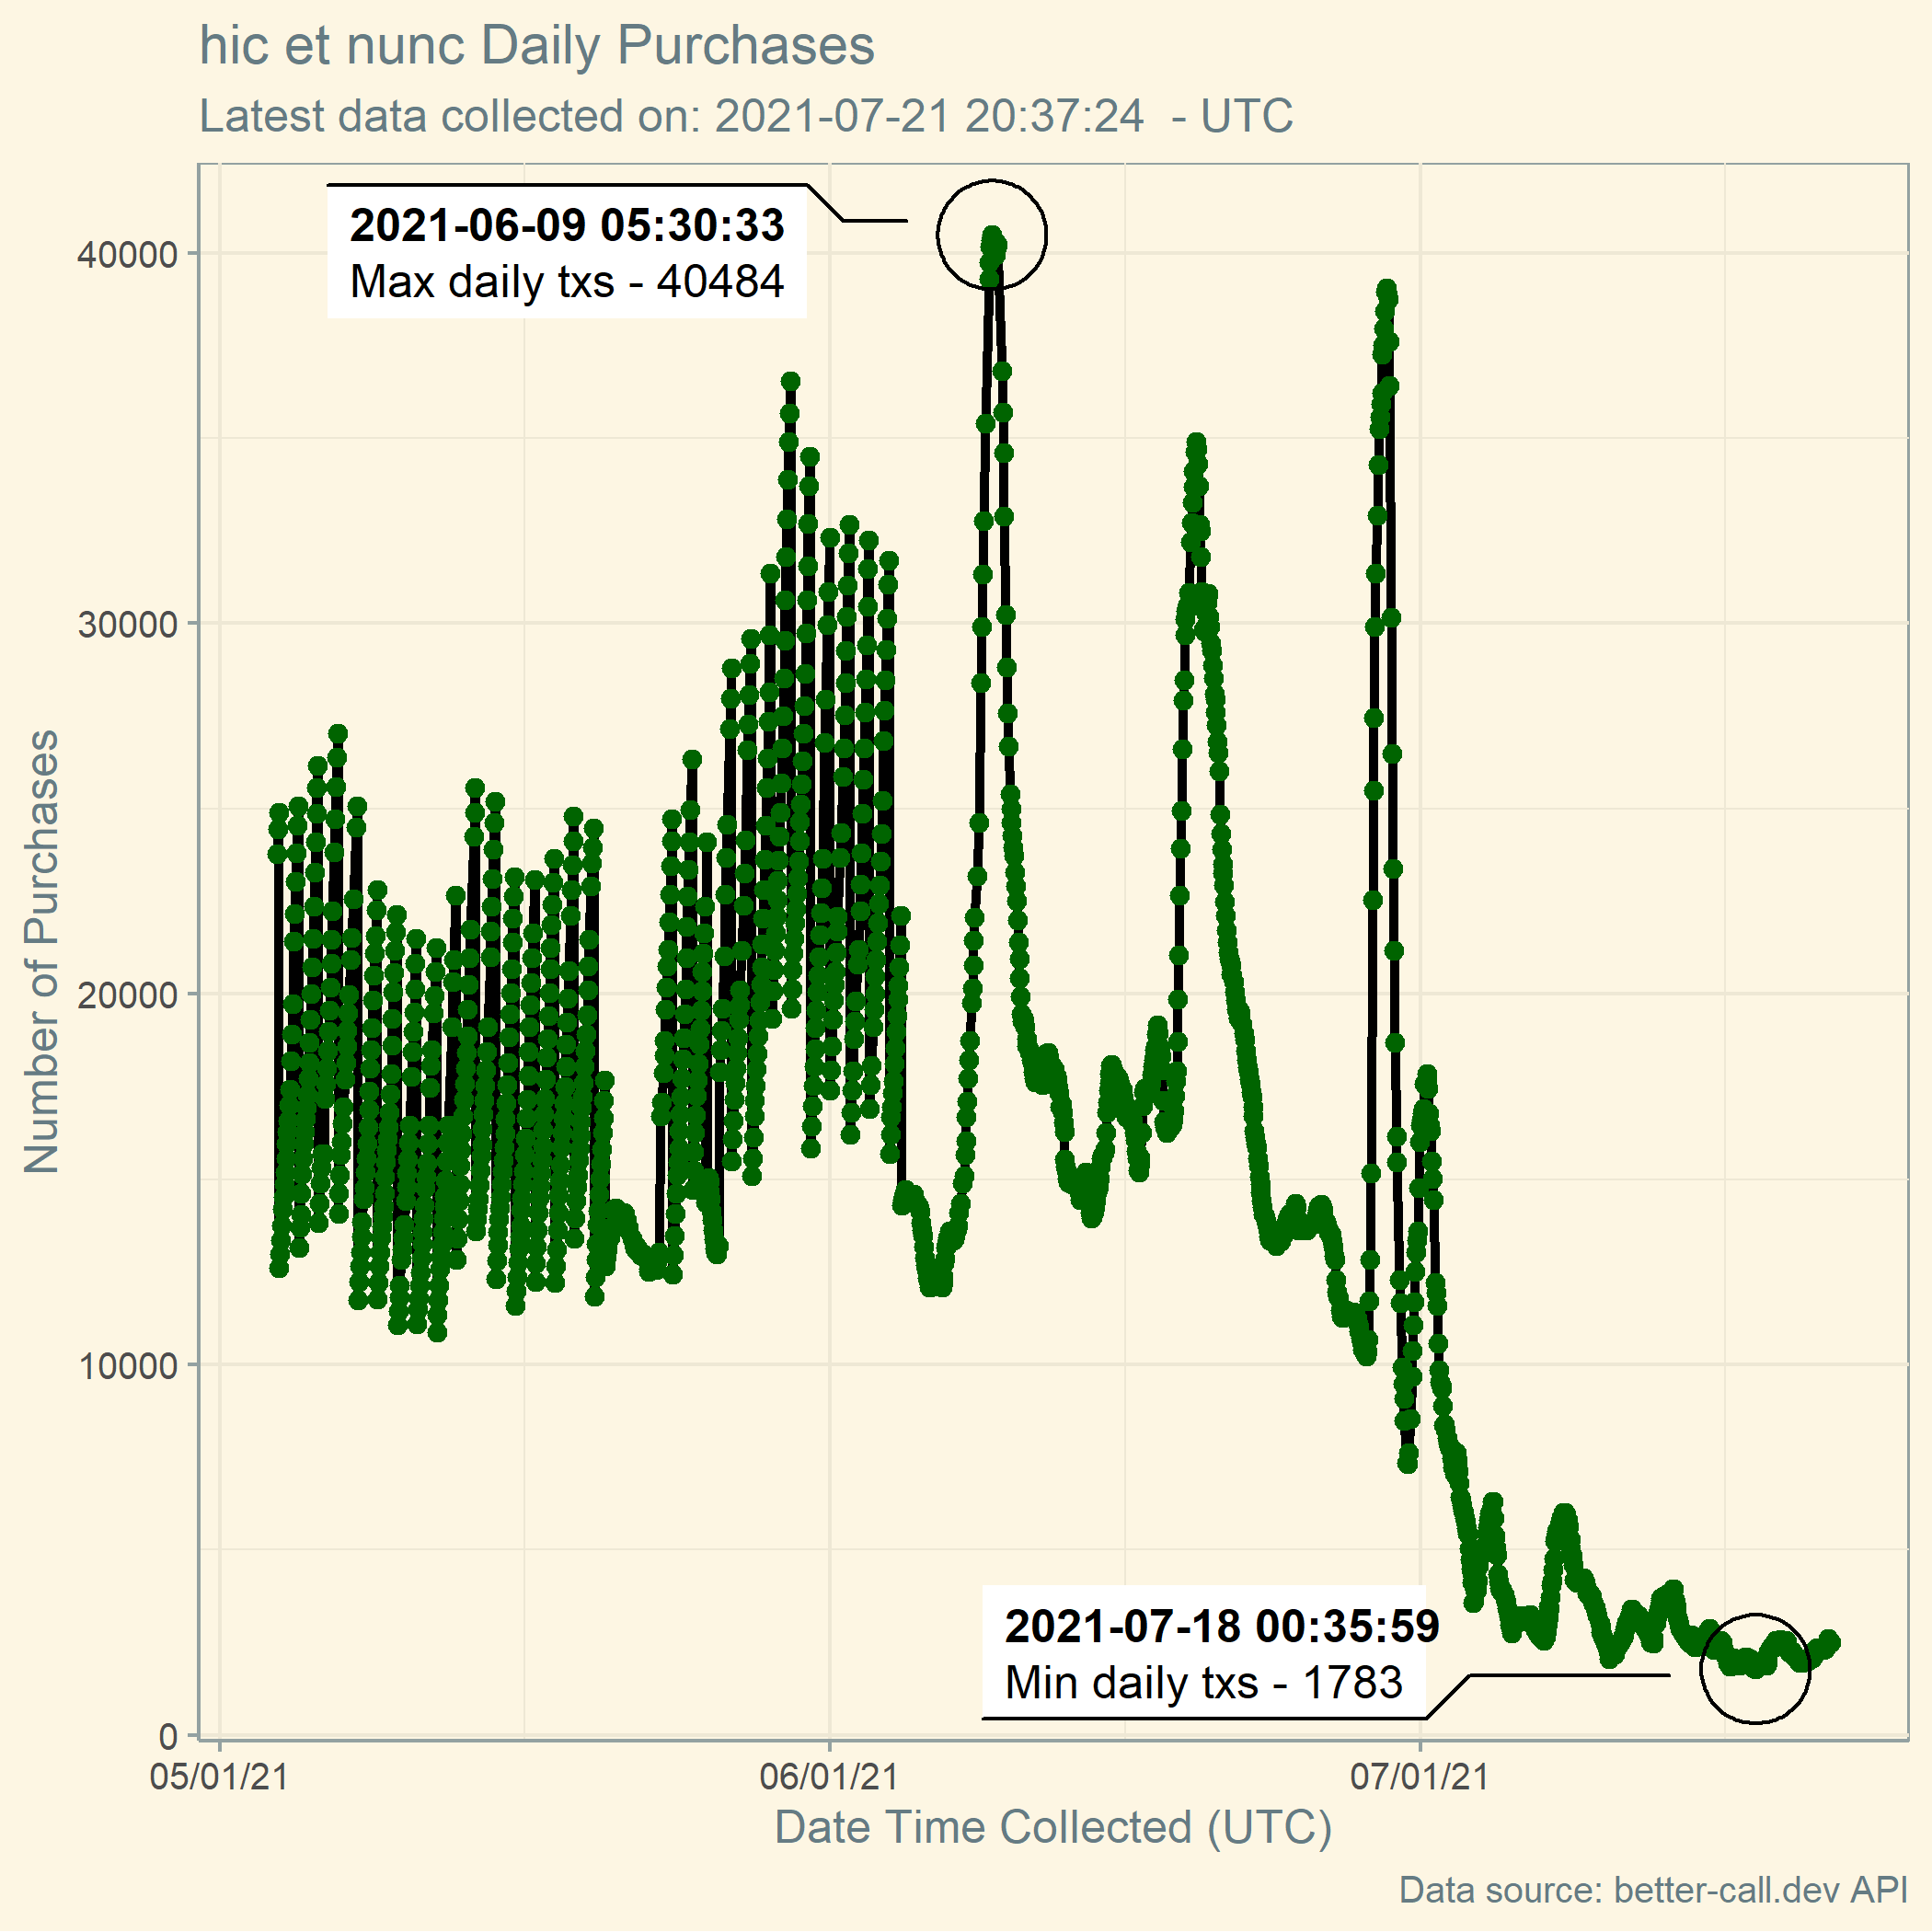 hic et nunc Daily Purchases
Latest data collected on: 2021-07-21 20:37:24 - UTC
2021-06-09 05:30:33
Max daily txs - 40484
Number of Purchases
40000
30000
20000
10000
0
2021-07-18 00:35:59
Min daily txs - 1783
05/01/21
06/01/21
07/01/21
Date Time Collected (UTC)
Data source: better-call.dev API